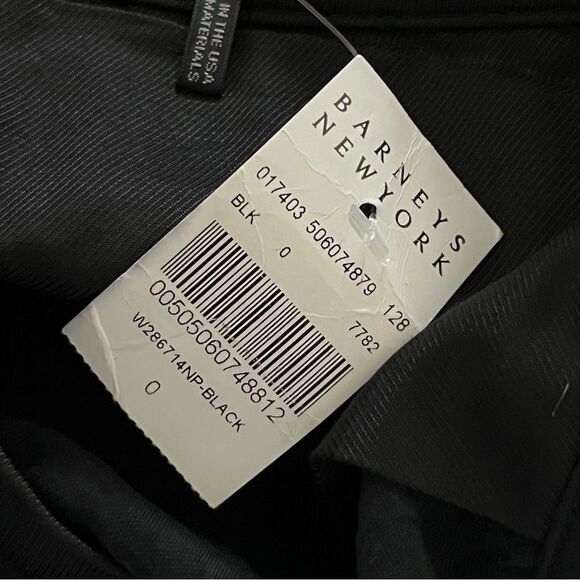 IN THE USA
MATERIALS
BARNEYS
NEW YORK
017403 506074879 128
BLK 0 7782
00505060748812
W286714NP-BLACK
0